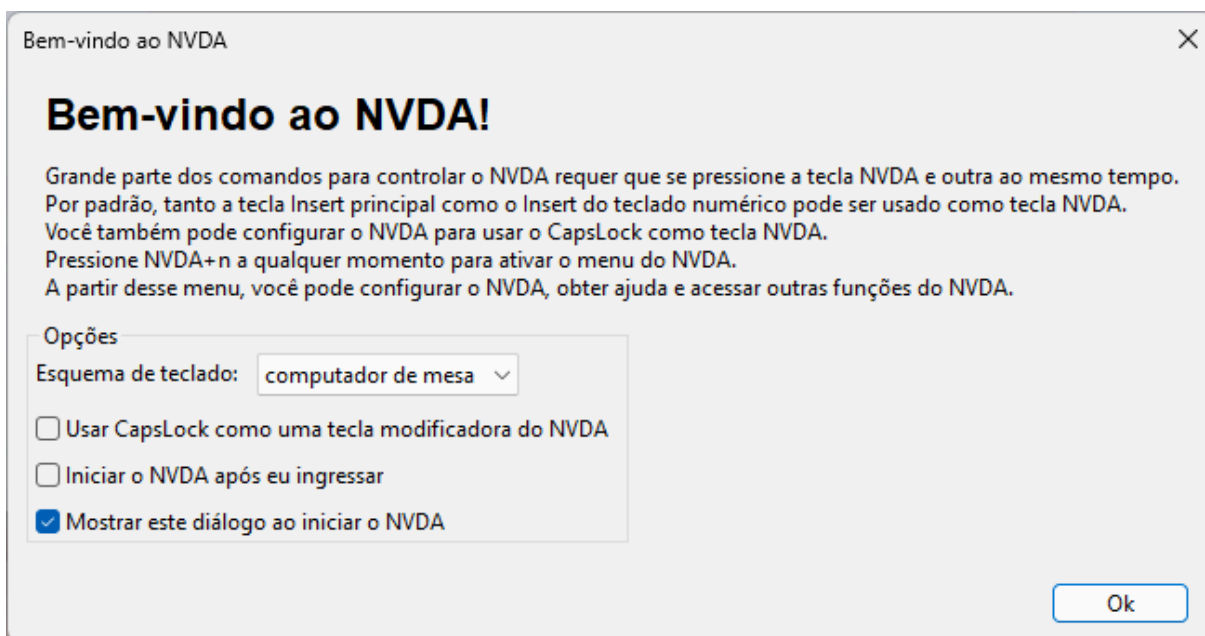 Bem-vindo ao NVDA
Bem-vindo ao NVDA!
Grande parte dos comandos para controlar o NVDA requer que se pressione a tecla NVDA e outra ao mesmo tempo.
Por padrão, tanto a tecla Insert principal como o Insert do teclado numérico pode ser usado como tecla NVDA.
Você também pode configurar o NVDA para usar o CapsLock como tecla NVDA.
Pressione NVDA+n a qualquer momento para ativar o menu do NVDA.
A partir desse menu, você pode configurar o NVDA, obter ajuda e acessar outras funções do NVDA.
Opções
Esquema de teclado: computador de mesa
Usar CapsLock como uma tecla modificadora do NVDA
Iniciar o NVDA após eu ingressar
Mostrar este diálogo ao iniciar o NVDA
Ok